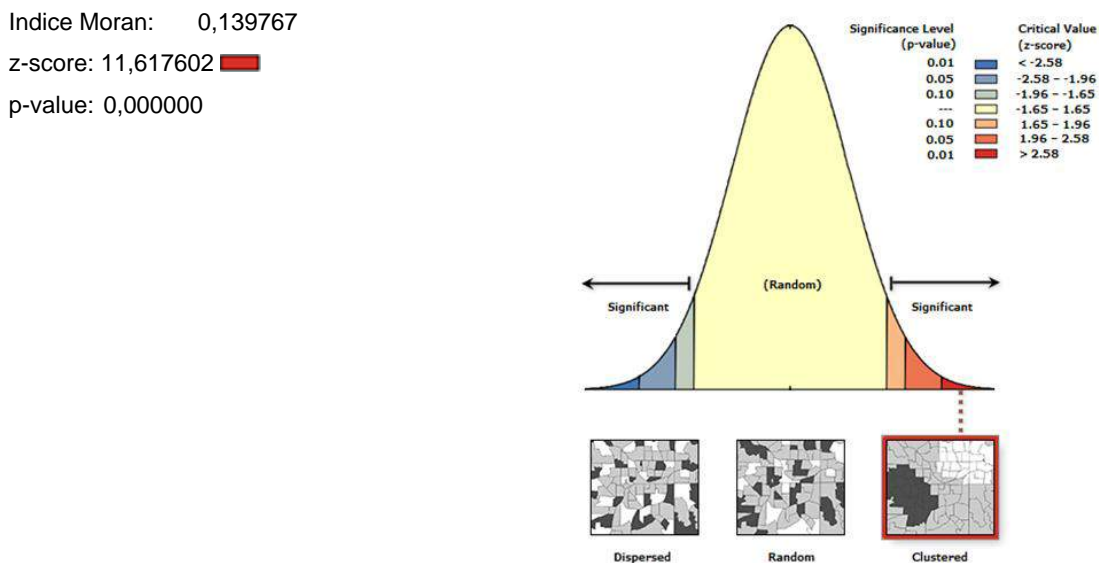 Indice Moran: 0,139767
z-score: 11,617602
p-value: 0,000000
Significance Level (p-value)
Critical Value (z-score)
0.01 < -2.58
0.05 -2.58 – -1.96
0.10 -1.96 – -1.65
--- -1.65 – 1.65
0.10 1.65 – 1.96
0.05 1.96 – 2.58
0.01 > 2.58
(Random)
Significant Significant
Dispersed Random Clustered